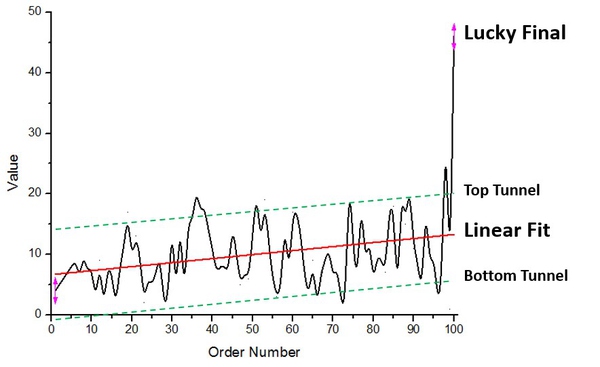 50
40
30
20
10
0
Value
0 10 20 30 40 50 60 70 80 90 100
Order Number
Lucky Final
Top Tunnel
Linear Fit
Bottom Tunnel